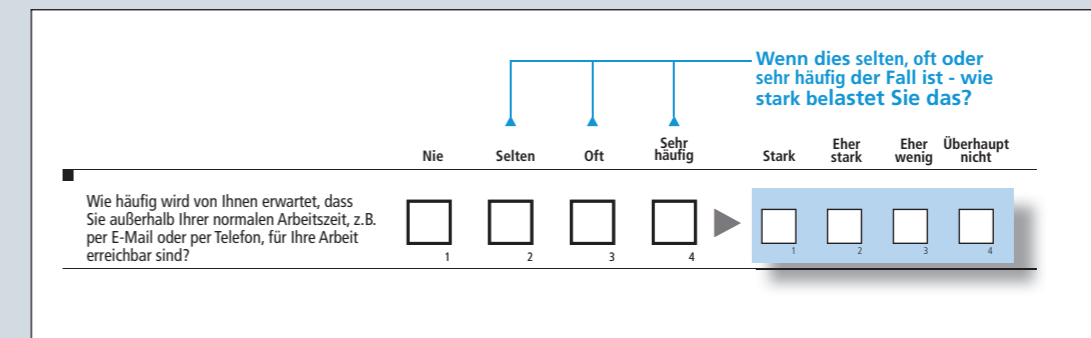 Wenn dies selten, oft oder
sehr häufig der Fall ist - wie
stark belastet Sie das?
Nie Selten Oft Sehr häufig Stark Eher stark Eher wenig Überhaupt nicht
Wie häufig wird von Ihnen erwartet, dass
Sie außerhalb Ihrer normalen Arbeitszeit, z.B.
per E-Mail oder per Telefon, für Ihre Arbeit
erreichbar sind?
1 2 3 4 1 2 3 4